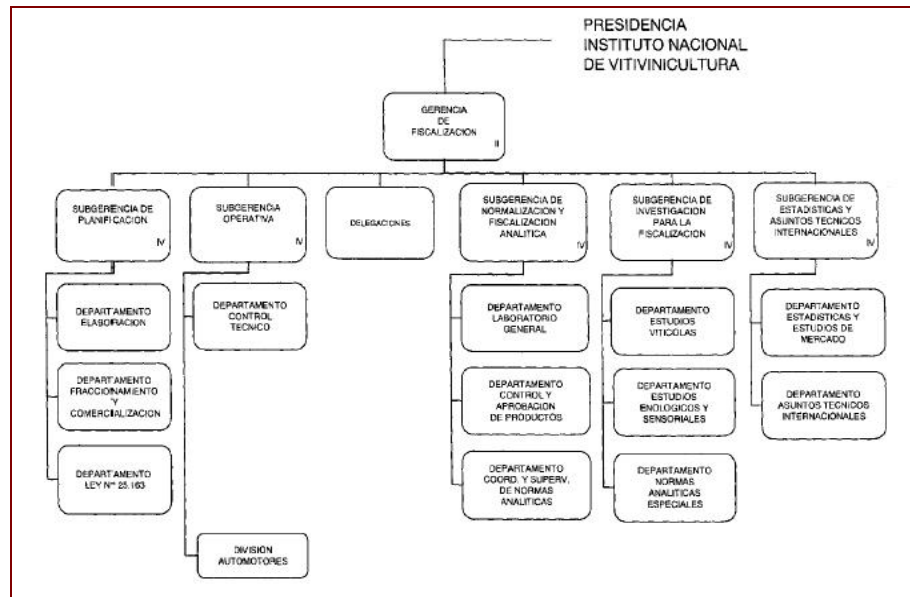 PRESIDENCIA
INSTITUTO NACIONAL
DE VITIVINICULTURA
GERENCIA
DE
FISCALIZACION
II
SUBGERENCIA DE
PLANIFICACION
IV
SUBGERENCIA
OPERATIVA
IV
DELEGACIONES
SUBGERENCIA DE
NORMALIZACION Y
FISCALIZACION
ANALITICA
IV
SUBGERENCIA DE
INVESTIGACION
PARA LA
FISCALIZACION
IV
SUBGERENCIA DE
ESTADISTICAS Y
ASUNTOS TECNICOS
INTERNACIONALES
IV
DEPARTAMENTO
ELABORACION
DEPARTAMENTO
FRACCIONAMIENTO
Y
COMERCIALIZACION
DEPARTAMENTO
LEY Nº 25.163
DEPARTAMENTO
CONTROL
TECNICO
DIVISIÓN
AUTOMOTORES
DEPARTAMENTO
LABORATORIO
GENERAL
DEPARTAMENTO
CONTROL Y
APROBACION
DE PRODUCTOS
DEPARTAMENTO
COORD. Y SUPERV.
DE NORMAS
ANALITICAS
DEPARTAMENTO
ESTUDIOS
VITICOLAS
DEPARTAMENTO
ESTUDIOS
ENOLOGICOS Y
SENSORIALES
DEPARTAMENTO
NORMAS
ANALITICAS
ESPECIALES
DEPARTAMENTO
ESTADISTICAS Y
ESTUDIOS DE
MERCADO
DEPARTAMENTO
ASUNTOS TECNICOS
INTERNACIONALES